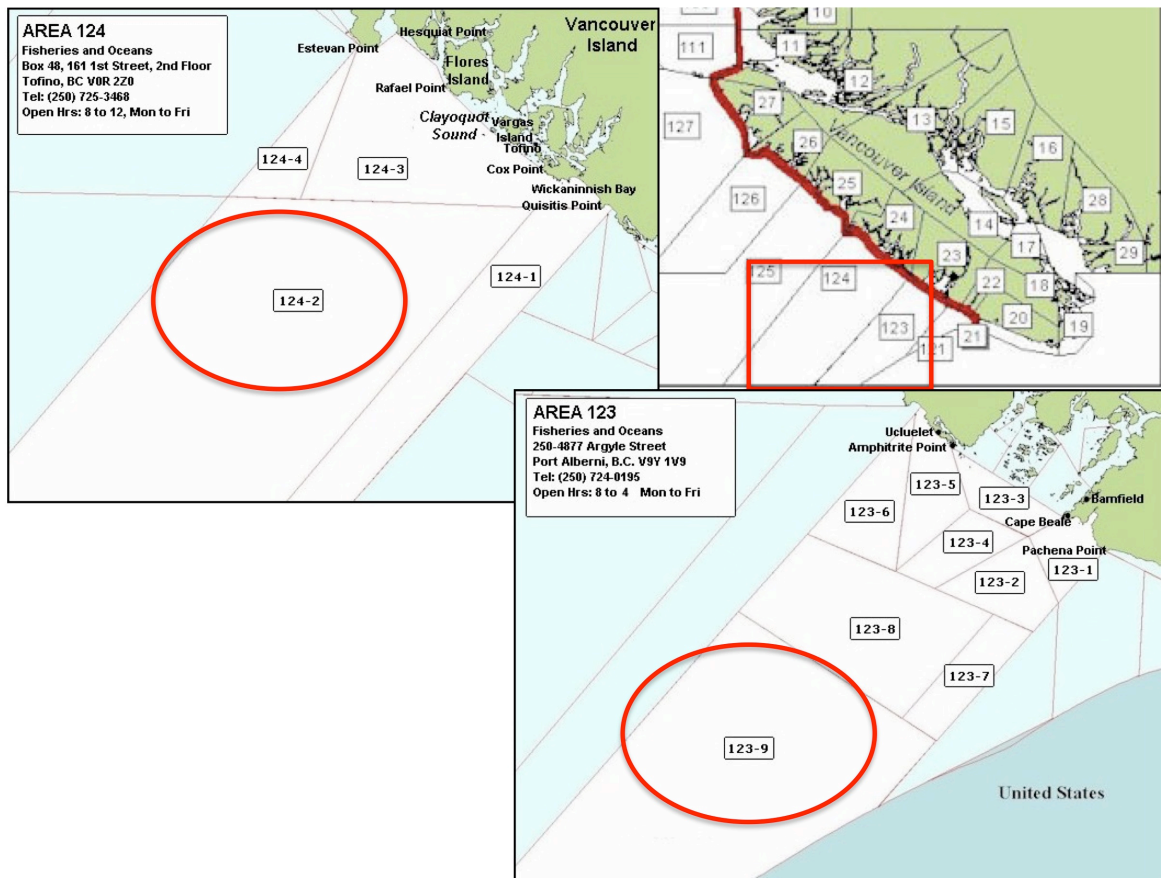 AREA 124
Fisheries and Oceans
Box 48, 161 1st Street, 2nd Floor
Tofino, BC V0R 2Z0
Tel: (250) 725-3468
Open Hrs: 8 to 12, Mon to Fri
Vancouver
Island
Hesquiat Point
Estevan Point
Flores
Island
Rafael Point
Clayoquot
Sound
Vargas
Island
Tofino
Cox Point
Wickaninnish Bay
Quisitis Point
124-4
124-3
124-2
124-1
10
111
11
12
27
13
15
127
26
16
Vancouver Island
25
126
28
24
14
17
29
23
125
124
22
18
123
20
19
121
21
AREA 123
Fisheries and Oceans
250-4877 Argyle Street
Port Alberni, B.C. V9Y 1V9
Tel: (250) 724-0195
Open Hrs: 8 to 4 Mon to Fri
Ucluelet
Amphitrite Point
123-5
123-3
Bamfield
123-6
Cape Beale
123-4
Pachena Point
123-2
123-1
123-8
123-7
123-9
United States